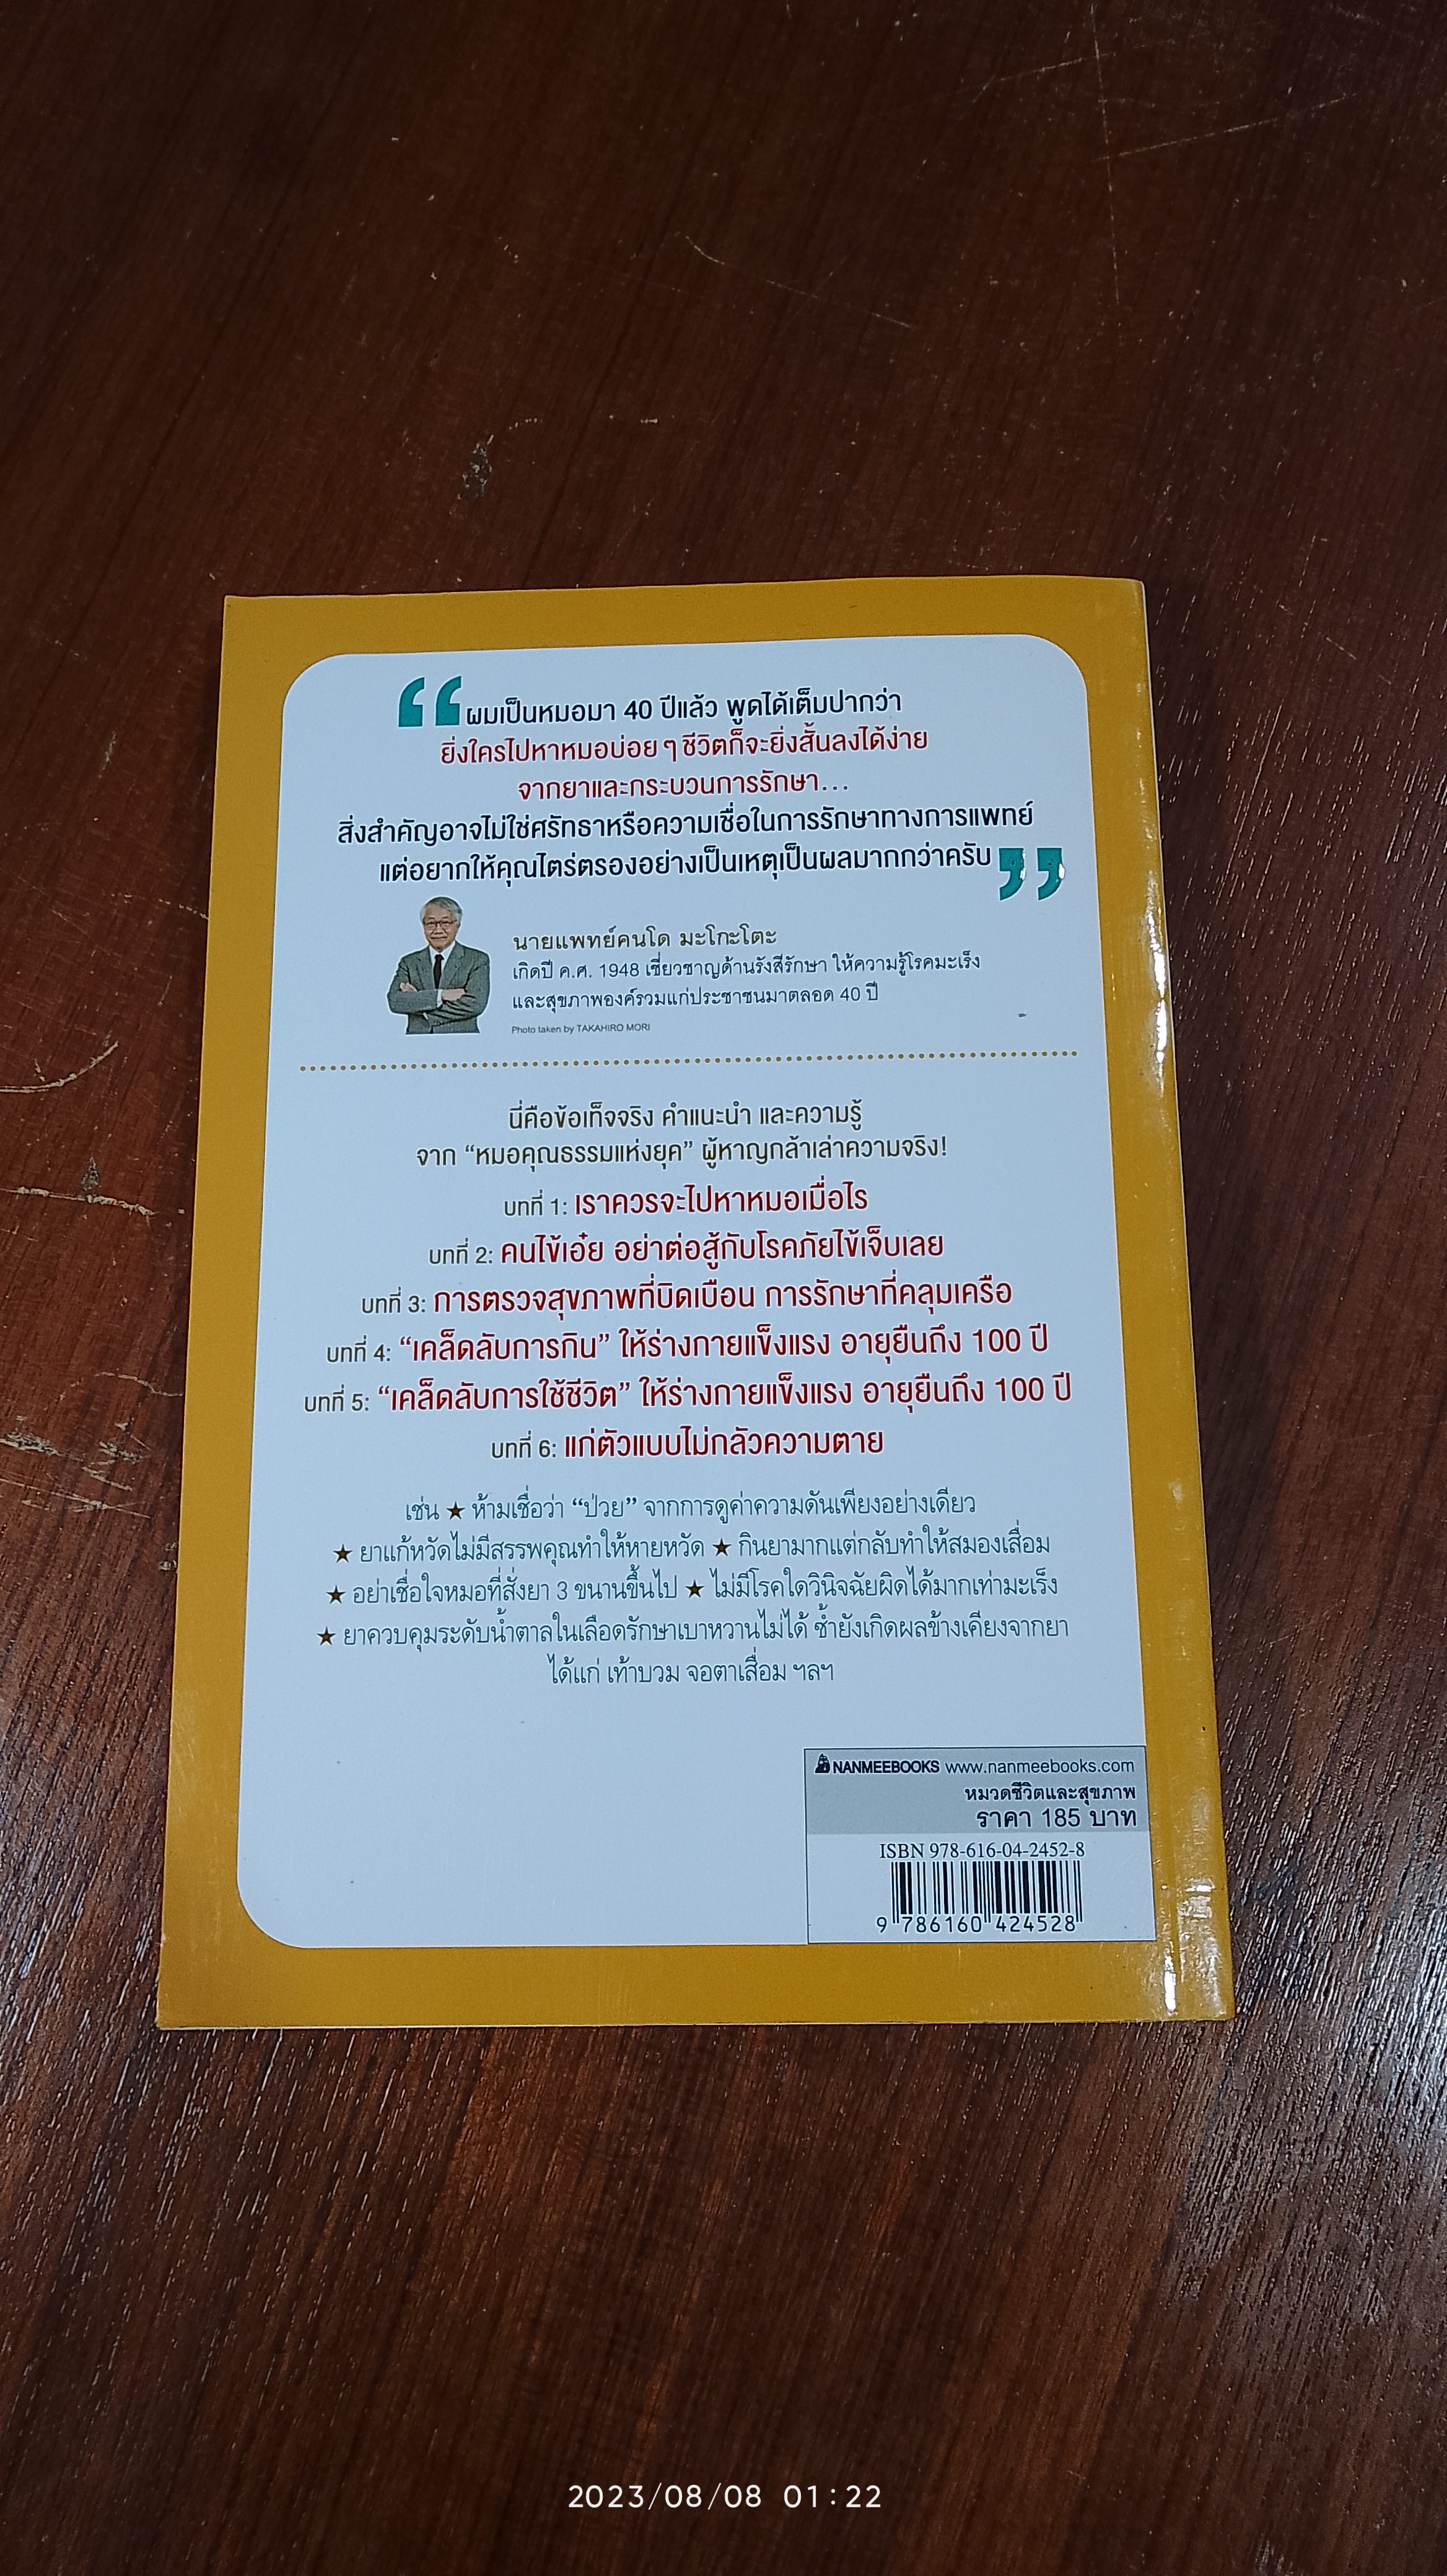 “ผมเป็นหมอมา 40 ปีแล้ว พูดได้เต็มปากว่า
ยิ่งใครไปหาหมอบ่อย ๆ ชีวิตก็จะยิ่งสั้นลงได้ง่าย
จากยาและกระบวนการรักษา...
สิ่งสำคัญอาจไม่ใช่ศรัทธาหรือความเชื่อในการรักษาทางการแพทย์
แต่อยากให้คุณไตร่ตรองอย่างเป็นเหตุเป็นผลมากกว่าครับ”
นายแพทย์คนโด มะโกะโตะ
เกิดปี ค.ศ. 1948 เชี่ยวชาญด้านรังสีรักษา ให้ความรู้โรคมะเร็ง
และสุขภาพองค์รวมแก่ประชาชนมาตลอด 40 ปี
Photo taken by TAKAHIRO MORI
นี่คือข้อเท็จจริง คำแนะนำ และความรู้
จาก “หมอคุณธรรมแห่งยุค” ผู้หาญกล้าเล่าความจริง!
บทที่ 1: เราควรจะไปหาหมอเมื่อไร
บทที่ 2: คนไข้เอ๋ย อย่าต่อสู้กับโรคภัยไข้เจ็บเลย
บทที่ 3: การตรวจสุขภาพที่บิดเบือน การรักษาที่คลุมเครือ
บทที่ 4: “เคล็ดลับการกิน” ให้ร่างกายแข็งแรง อายุยืนถึง 100 ปี
บทที่ 5: “เคล็ดลับการใช้ชีวิต” ให้ร่างกายแข็งแรง อายุยืนถึง 100 ปี
บทที่ 6: แก่ตัวแบบไม่กลัวความตาย
เช่น ★ ห้ามเชื่อว่า “ป่วย” จากการดูค่าความดันเพียงอย่างเดียว
★ ยาแก้หวัดไม่มีสรรพคุณทำให้หายหวัด ★ กินยามากแต่กลับทำให้สมองเสื่อม
★ อย่าเชื่อใจหมอที่สั่งยา 3 ขนานขึ้นไป ★ ไม่มีโรคใดวินิจฉัยผิดได้มากเท่ามะเร็ง
★ ยาควบคุมระดับน้ำตาลในเลือดรักษาเบาหวานไม่ได้ ซ้ำยังเกิดผลข้างเคียงจากยา
ได้แก่ เท้าบวม จอตาเสื่อม ฯลฯ
NANMEEBOOKS www.nanmeebooks.com
หมวดชีวิตและสุขภาพ
ราคา 185 บาท
ISBN 978-616-04-2452-8
9 786160 424528
2023/08/08 01:22